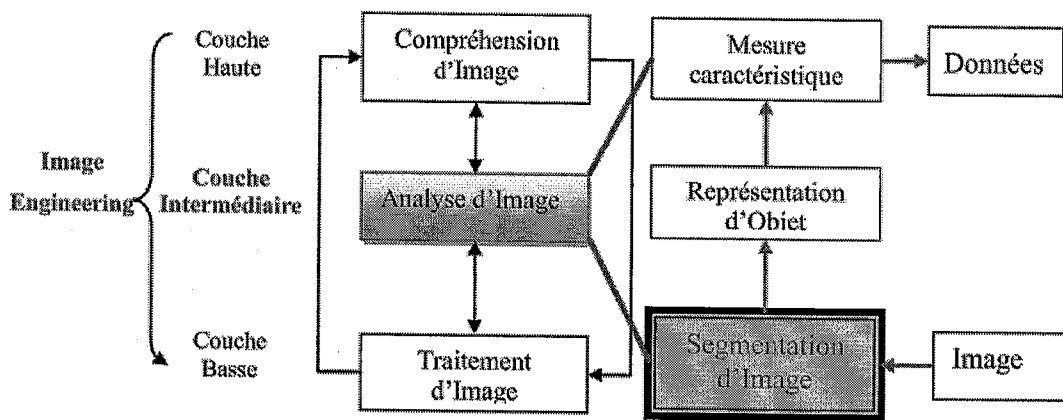 Couche
Haute
Image
Engineering
Couche
Intermédiaire
Couche
Basse
Compréhension
d'Image
Analyse d'Image
Traitement
d'Image
Mesure
caractéristique
Données
Représentation
d'Obiet
Segmentation
d'Image
Image